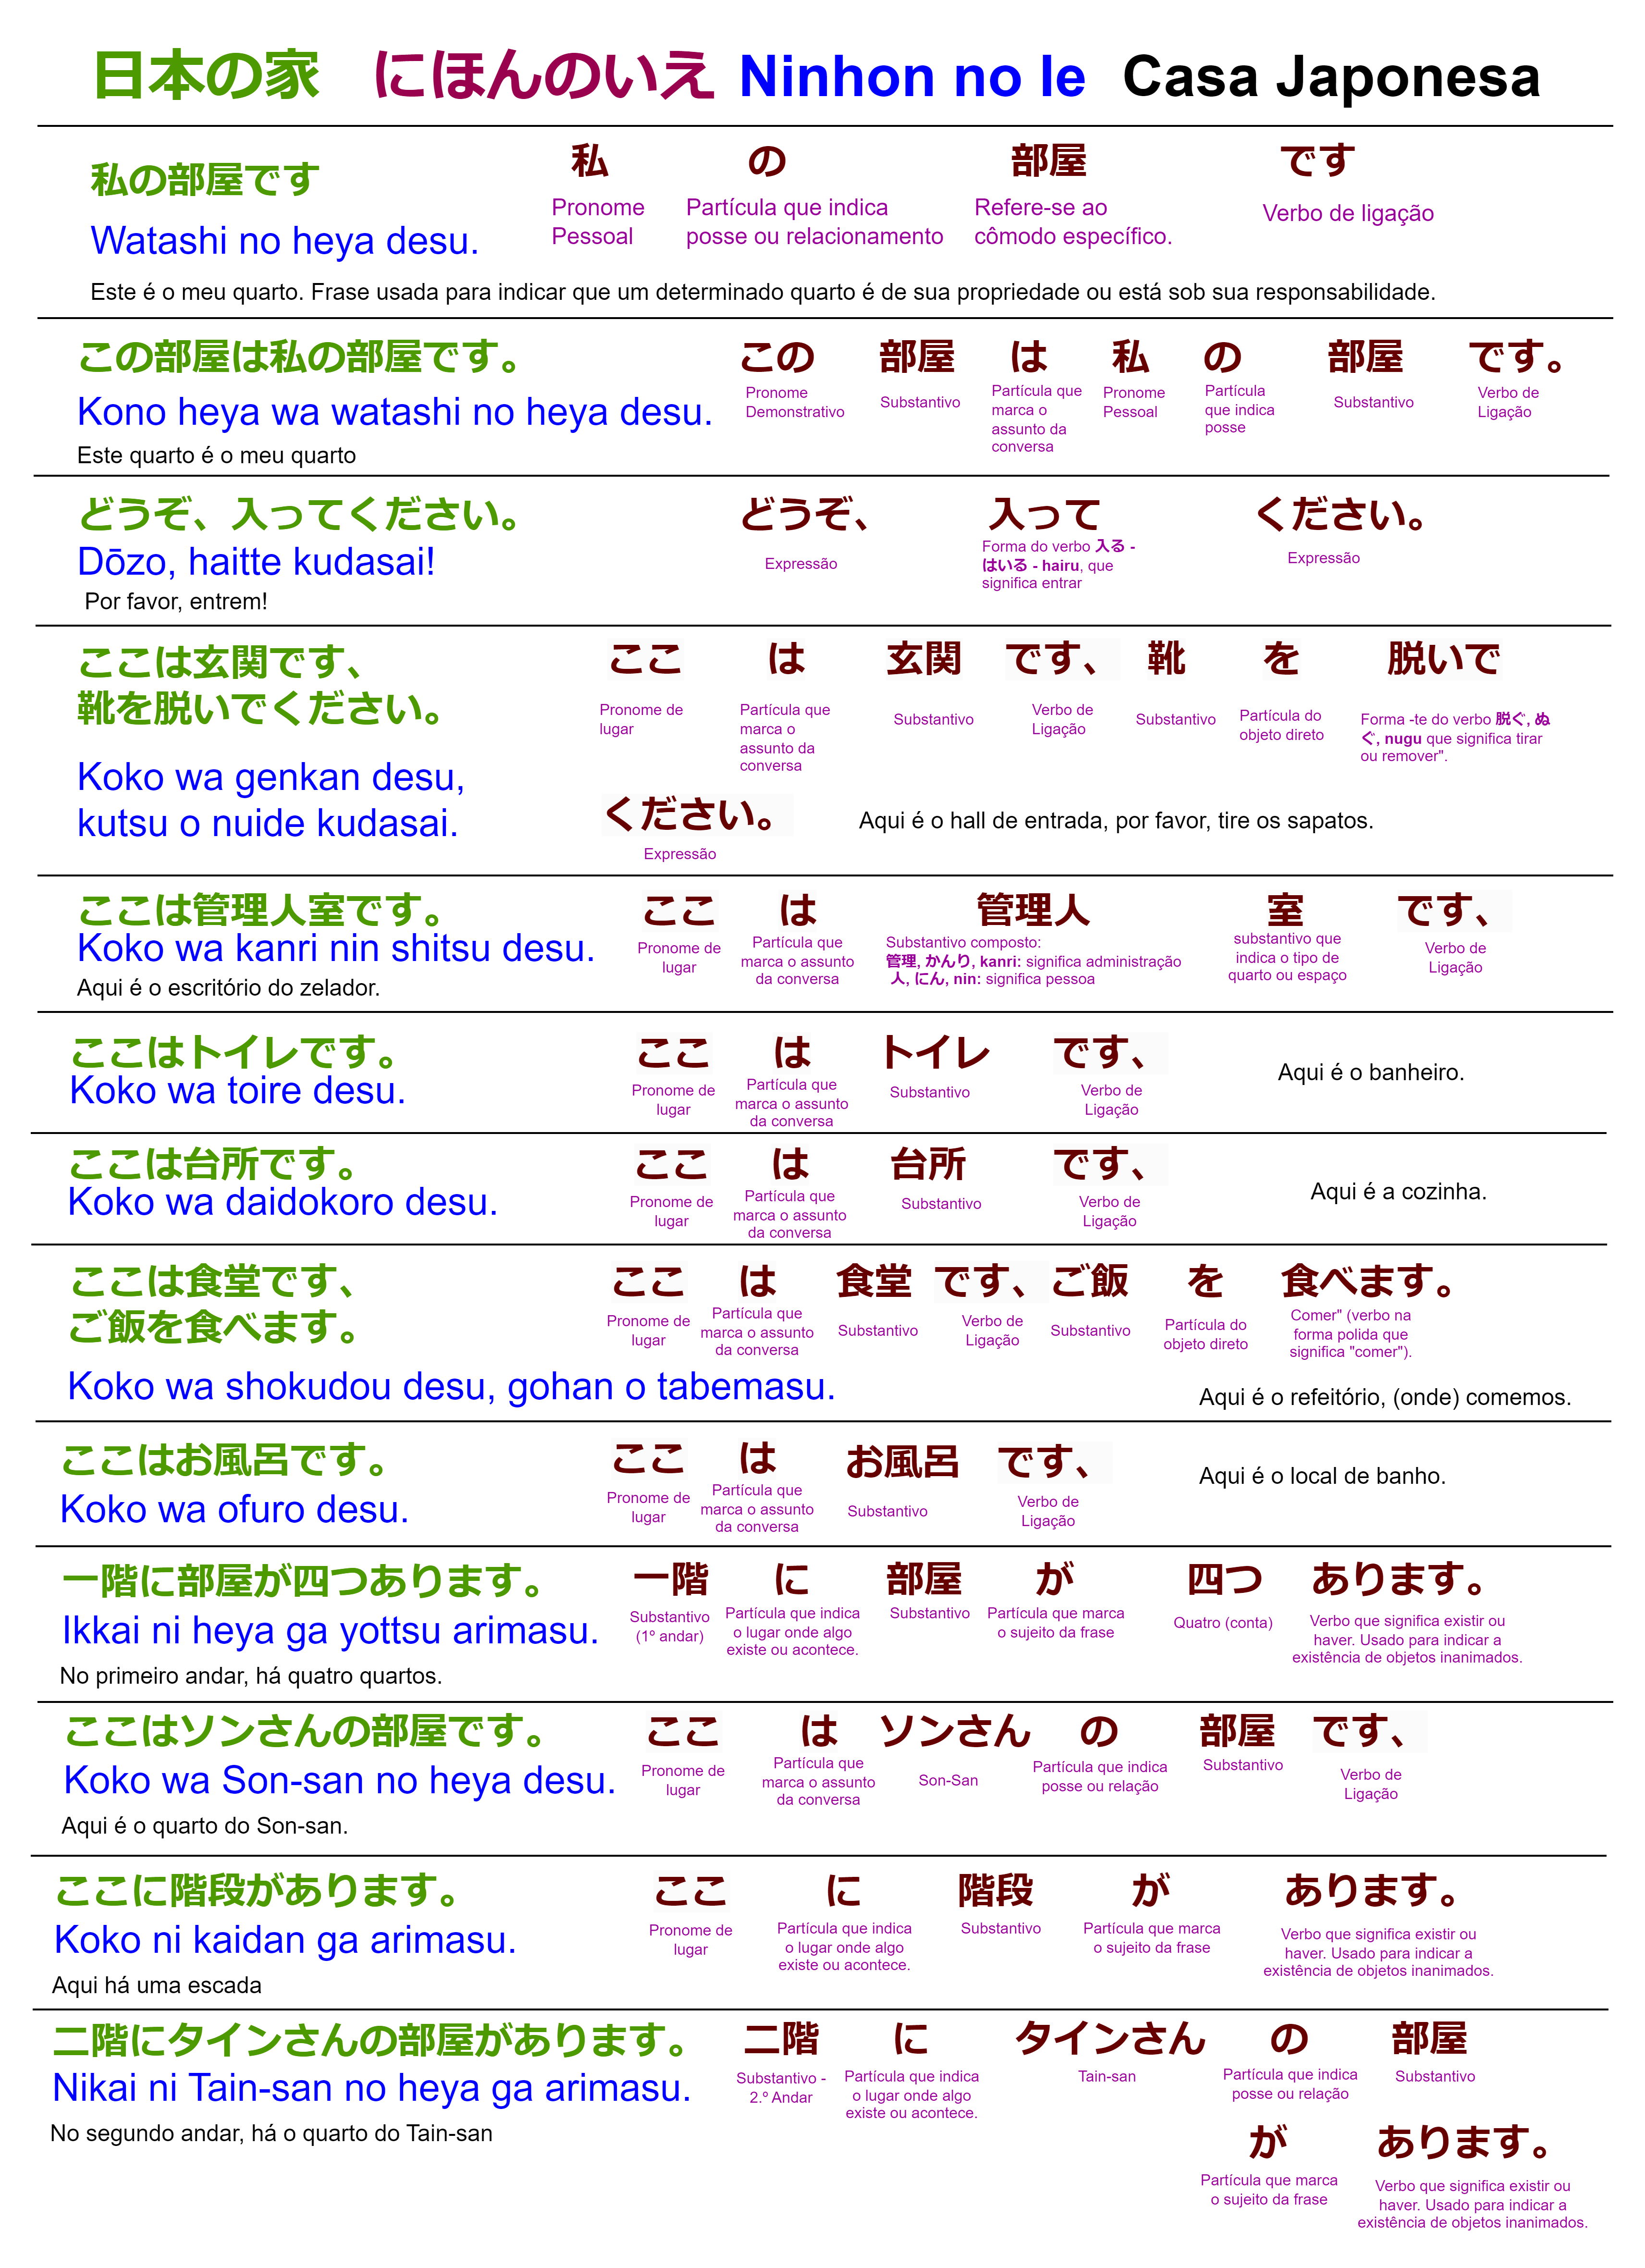 日本の家 にほんのいえ Ninhon no Ie Casa Japonesa
私の部屋です
Watashi no heya desu.
私 の 部屋 です
Pronome Pessoal
Partícula que indica posse ou relacionamento
Refere-se ao cômodo específico.
Verbo de ligação
Este é o meu quarto. Frase usada para indicar que um determinado quarto é de sua propriedade ou está sob sua responsabilidade.
この部屋は私の部屋です。
Kono heya wa watashi no heya desu.
Este quarto é o meu quarto
この 部屋 は 私 の 部屋 です。
Pronome Demonstrativo
Substantivo
Partícula que marca o assunto da conversa
Pronome Pessoal
Partícula que indica posse
Substantivo
Verbo de Ligação
どうぞ、入ってください。
Dōzo, haitte kudasai!
Por favor, entrem!
どうぞ、 入って ください。
Expressão
Forma do verbo 入る - はいる - hairu, que significa entrar
Expressão
ここは玄関です、
靴を脱いでください。
Koko wa genkan desu,
kutsu o nuide kudasai.
ここ は 玄関 です、 靴 を 脱いで
Pronome de lugar
Partícula que marca o assunto da conversa
Substantivo
Verbo de Ligação
Substantivo
Partícula do objeto direto
Forma -te do verbo 脱ぐ, ぬぐ, nugu que significa tirar ou remover".
ください。
Expressão
Aqui é o hall de entrada, por favor, tire os sapatos.
ここは管理人室です。
Koko wa kanri nin shitsu desu.
Aqui é o escritório do zelador.
ここ は 管理人 室 です、
Pronome de lugar
Partícula que marca o assunto da conversa
Substantivo composto:
管理, かんり, kanri: significa administração
人, にん, nin: significa pessoa
substantivo que indica o tipo de quarto ou espaço
Verbo de Ligação
ここはトイレです。
Koko wa toire desu.
ここ は トイレ です、
Pronome de lugar
Partícula que marca o assunto da conversa
Substantivo
Verbo de Ligação
Aqui é o banheiro.
ここは台所です。
Koko wa daidokoro desu.
ここ は 台所 です、
Pronome de lugar
Partícula que marca o assunto da conversa
Substantivo
Verbo de Ligação
Aqui é a cozinha.
ここは食堂です、
ご飯を食べます。
Koko wa shokudou desu, gohan o tabemasu.
ここ は 食堂 です、 ご飯 を 食べます。
Pronome de lugar
Partícula que marca o assunto da conversa
Substantivo
Verbo de Ligação
Substantivo
Partícula do objeto direto
Comer" (verbo na forma polida que significa "comer").
Aqui é o refeitório, (onde) comemos.
ここはお風呂です。
Koko wa ofuro desu.
ここ は お風呂 です、
Pronome de lugar
Partícula que marca o assunto da conversa
Substantivo
Verbo de Ligação
Aqui é o local de banho.
一階に部屋が四つあります。
Ikkai ni heya ga yottsu arimasu.
No primeiro andar, há quatro quartos.
一階 に 部屋 が 四つ あります。
Substantivo (1º andar)
Partícula que indica o lugar onde algo existe ou acontece.
Substantivo
Partícula que marca o sujeito da frase
Quatro (conta)
Verbo que significa existir ou haver. Usado para indicar a existência de objetos inanimados.
ここはソンさんの部屋です。
Koko wa Son-san no heya desu.
Aqui é o quarto do Son-san.
ここ は ソンさん の 部屋 です、
Pronome de lugar
Partícula que marca o assunto da conversa
Son-San
Partícula que indica posse ou relação
Substantivo
Verbo de Ligação
ここに階段があります。
Koko ni kaidan ga arimasu.
Aqui há uma escada
ここ に 階段 が あります。
Pronome de lugar
Partícula que indica o lugar onde algo existe ou acontece.
Substantivo
Partícula que marca o sujeito da frase
Verbo que significa existir ou haver. Usado para indicar a existência de objetos inanimados.
二階にタインさんの部屋があります。
Nikai ni Tain-san no heya ga arimasu.
No segundo andar, há o quarto do Tain-san
二階 に タインさん の 部屋
Substantivo - 2.º Andar
Partícula que indica o lugar onde algo existe ou acontece.
Tain-san
Partícula que indica posse ou relação
Substantivo
が あります。
Partícula que marca o sujeito da frase
Verbo que significa existir ou haver. Usado para indicar a existência de objetos inanimados.